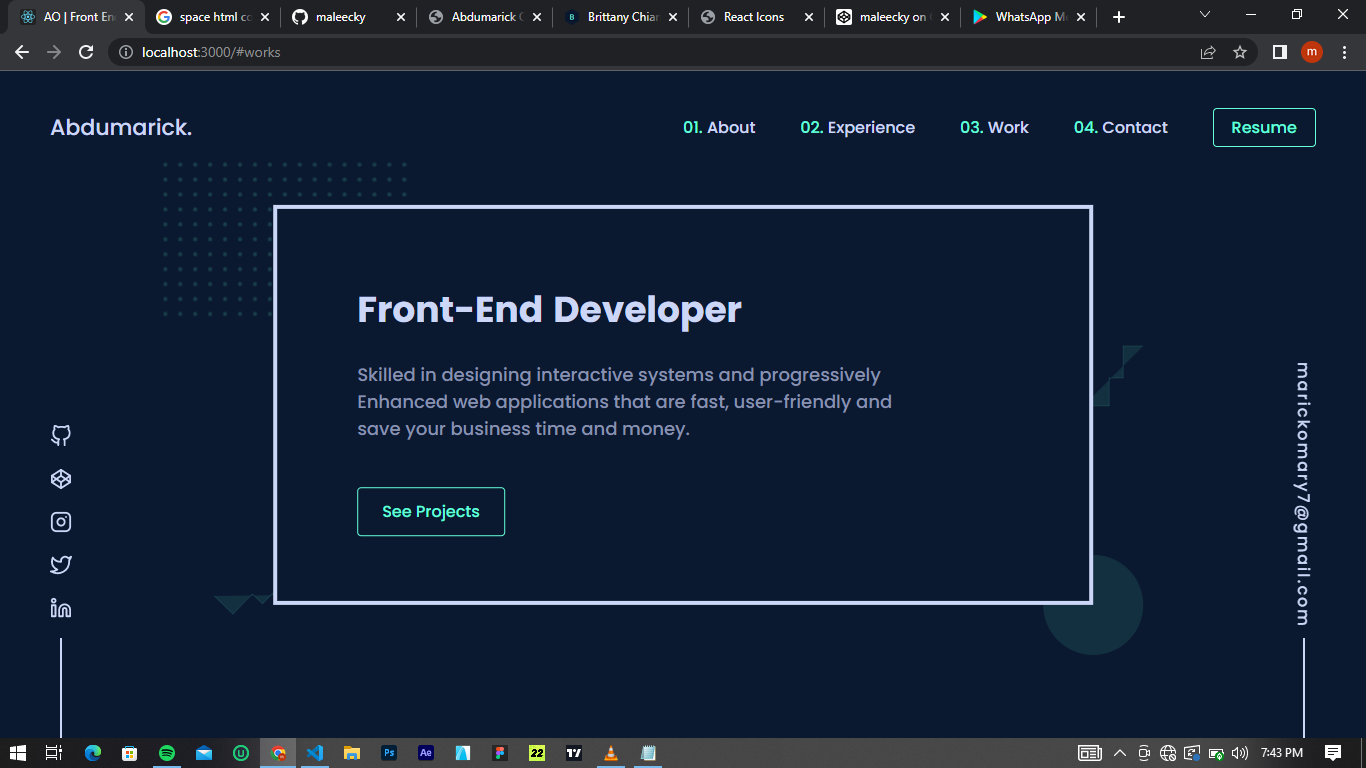 AO | Front En
space html co
maleecky
Abdumarick O
Brittany Chian
React Icons
maleecky on
WhatsApp M
localhost:3000/#works
m
Abdumarick.
01. About
02. Experience
03. Work
04. Contact
Resume
Front-End Developer
Skilled in designing interactive systems and progressively
Enhanced web applications that are fast, user-friendly and
save your business time and money.
See Projects
marickomary7@gmail.com
Ps
Ae
22
7:43 PM